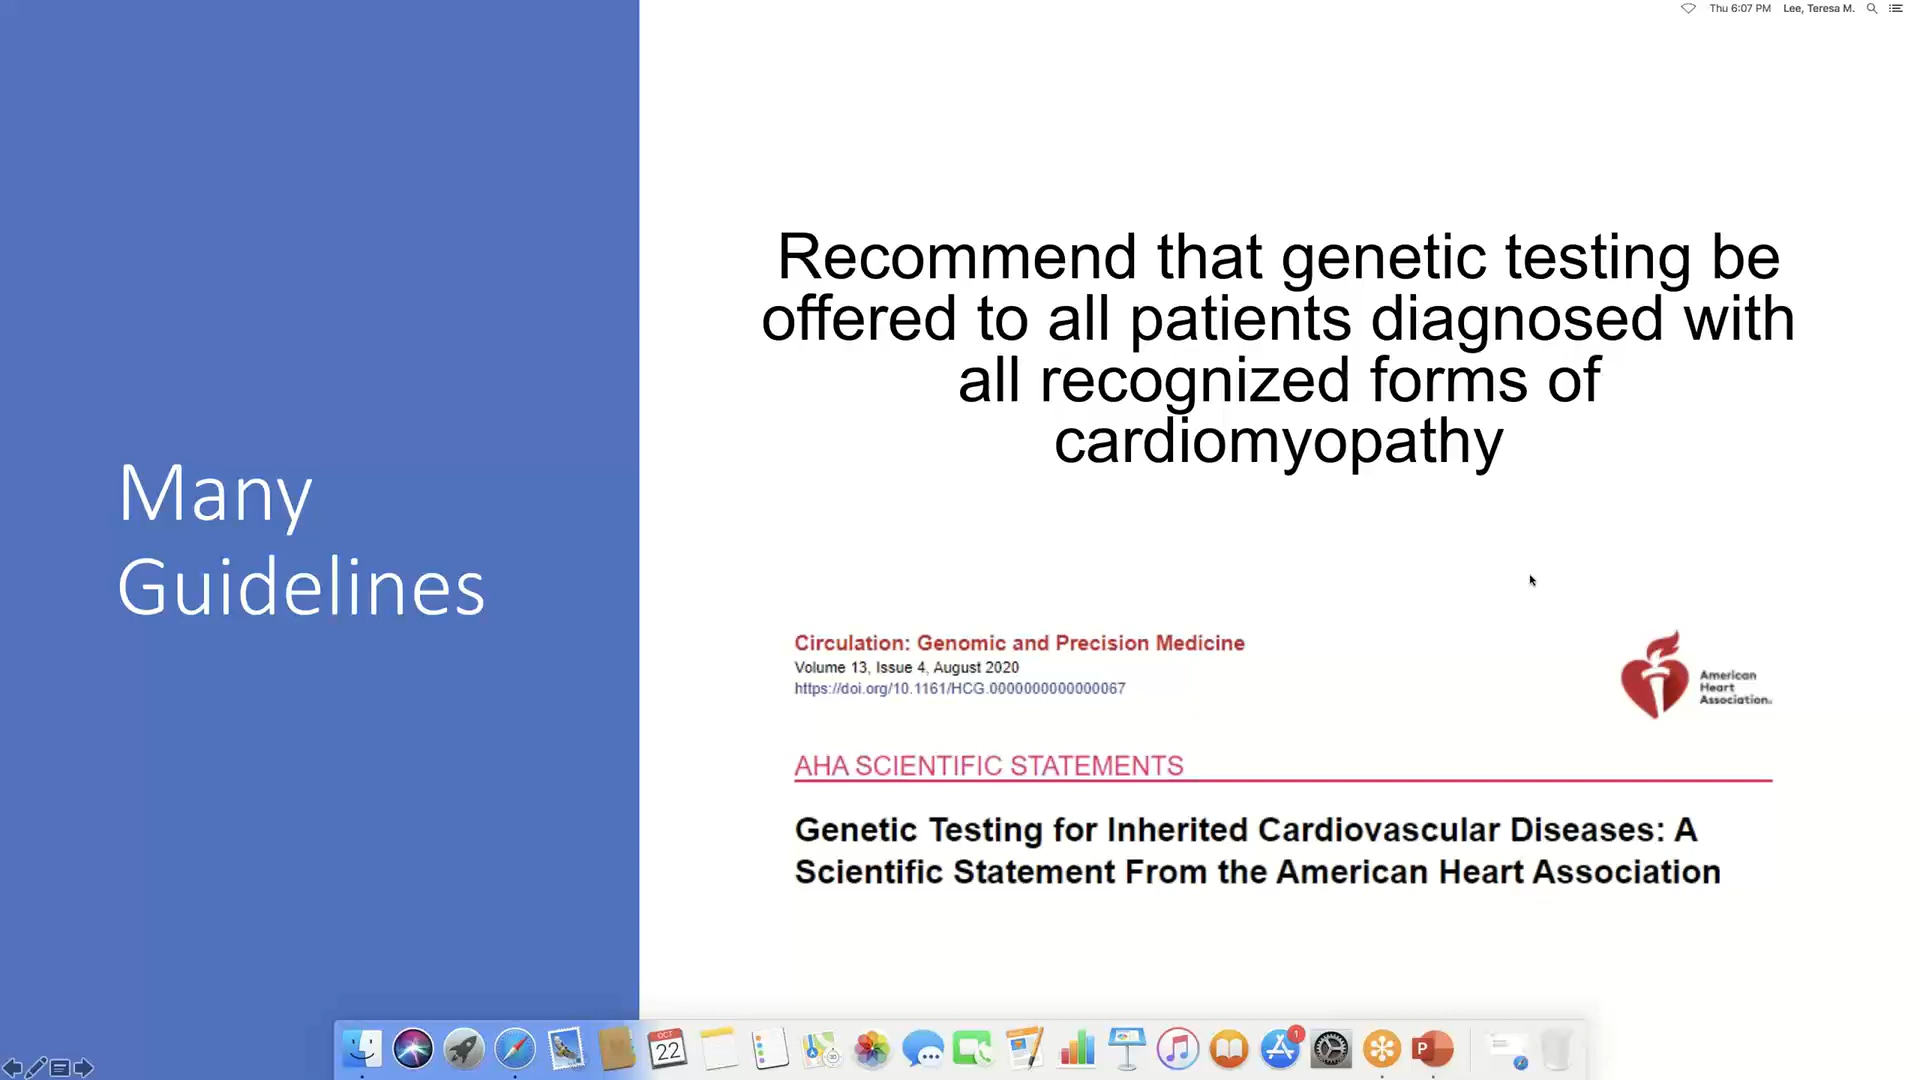 Thu 6:07 PM Lee, Teresa M.
Many
Guidelines
Recommend that genetic testing be
offered to all patients diagnosed with
all recognized forms of
cardiomyopathy
Circulation: Genomic and Precision Medicine
Volume 13, Issue 4, August 2020
https://doi.org/10.1161/HCG.0000000000000067
American
Heart
Association.
AHA SCIENTIFIC STATEMENTS
Genetic Testing for Inherited Cardiovascular Diseases: A
Scientific Statement From the American Heart Association
OCT
22
1
P